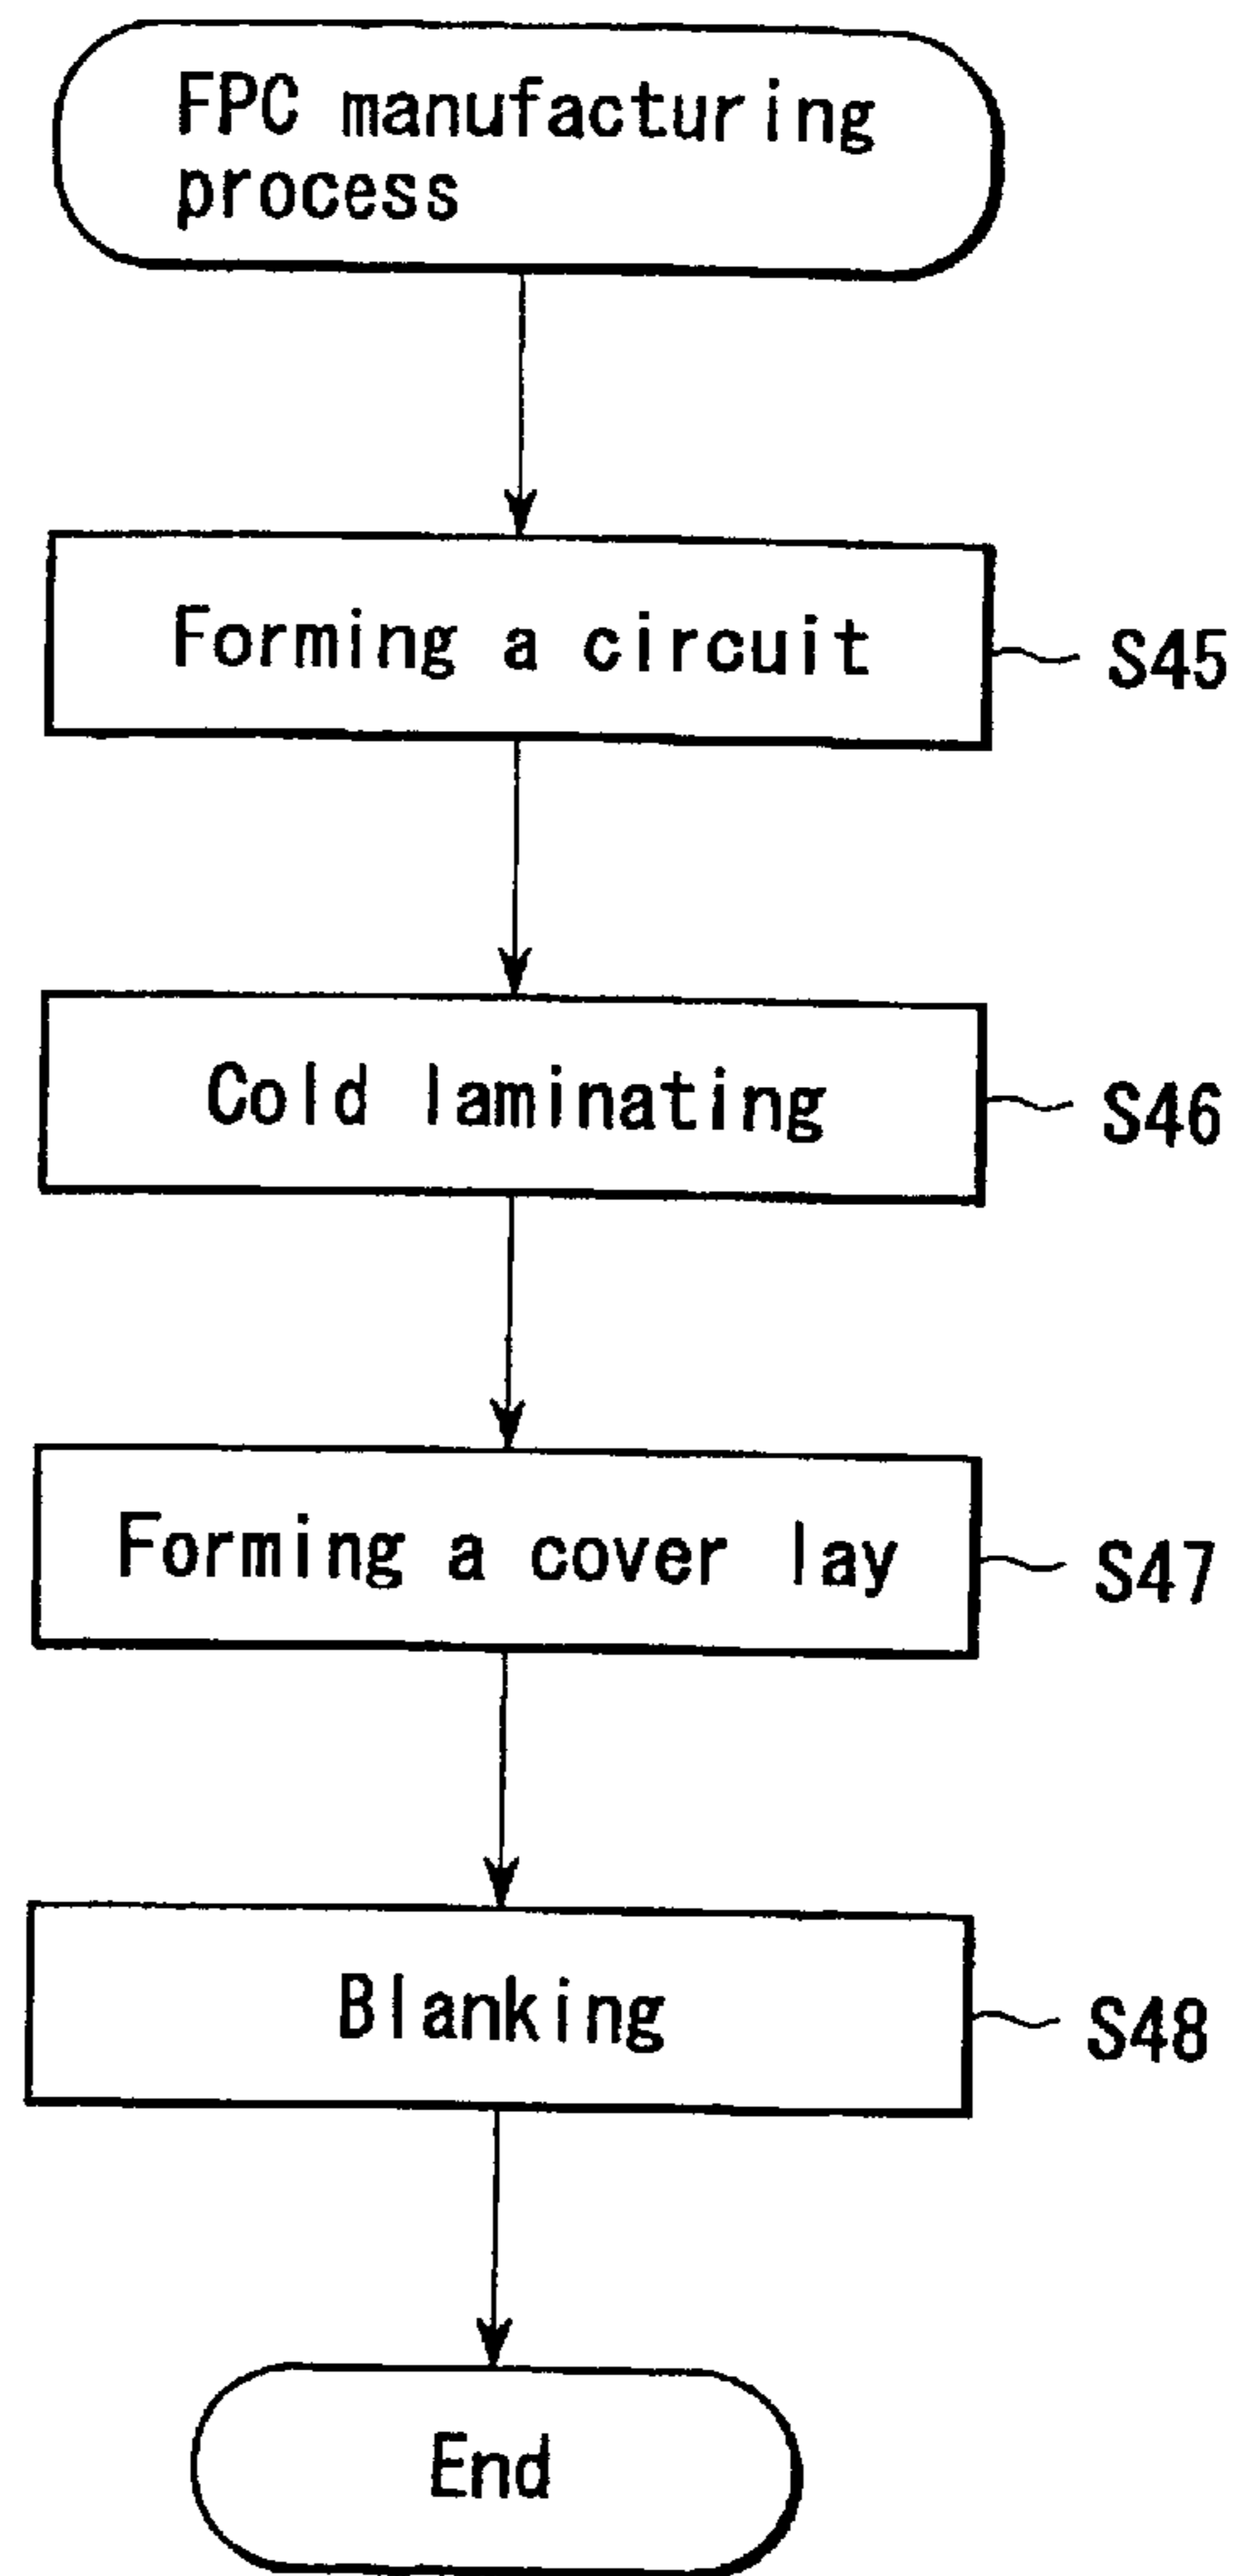 FPC manufacturing
process
Forming a circuit
S45
Cold laminating
S46
Forming a cover lay
S47
Blanking
S48
End